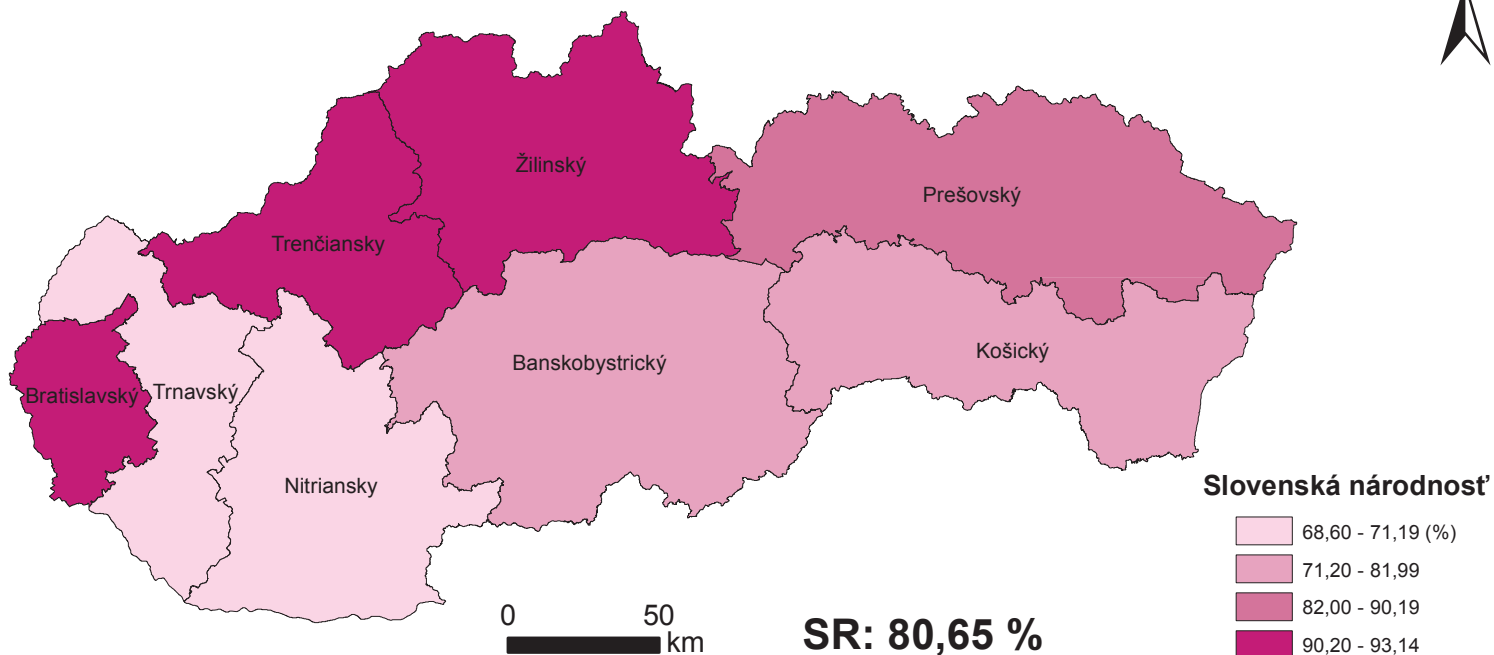 Žilinský
Prešovský
Trenčiansky
Košický
Banskobystrický
Bratislavský
Trnavský
Nitriansky
Slovenská národnosť
68,60 - 71,19 (%)
71,20 - 81,99
82,00 - 90,19
90,20 - 93,14
0 50
km
SR: 80,65 %